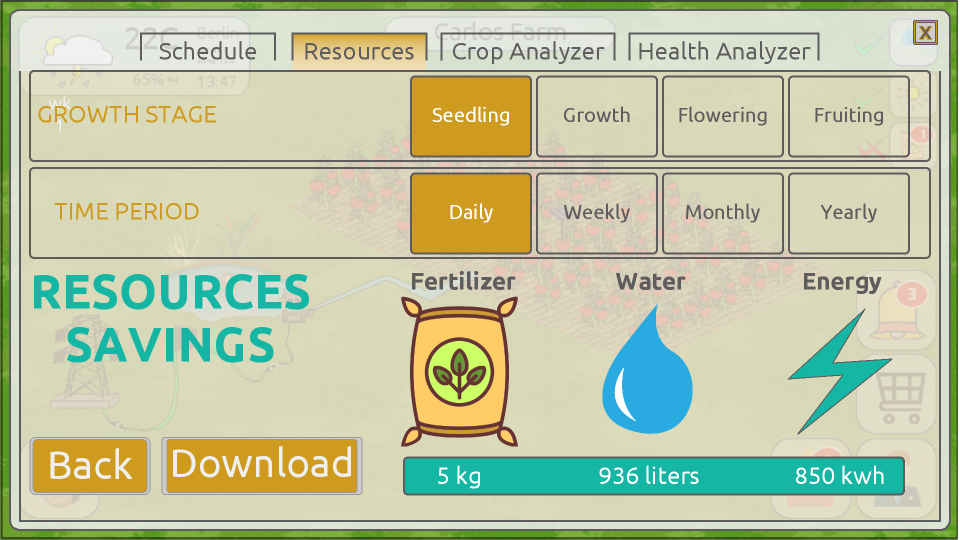 22C Berlin
Carlos Farm
X
Schedule Resources Crop Analyzer Health Analyzer
65%
13:47
wk
GROWTH STAGE Seedling Growth Flowering Fruiting
1
TIME PERIOD Daily Weekly Monthly Yearly
RESOURCES
SAVINGS
Fertilizer Water Energy
3
Back Download
5 kg 936 liters 850 kwh